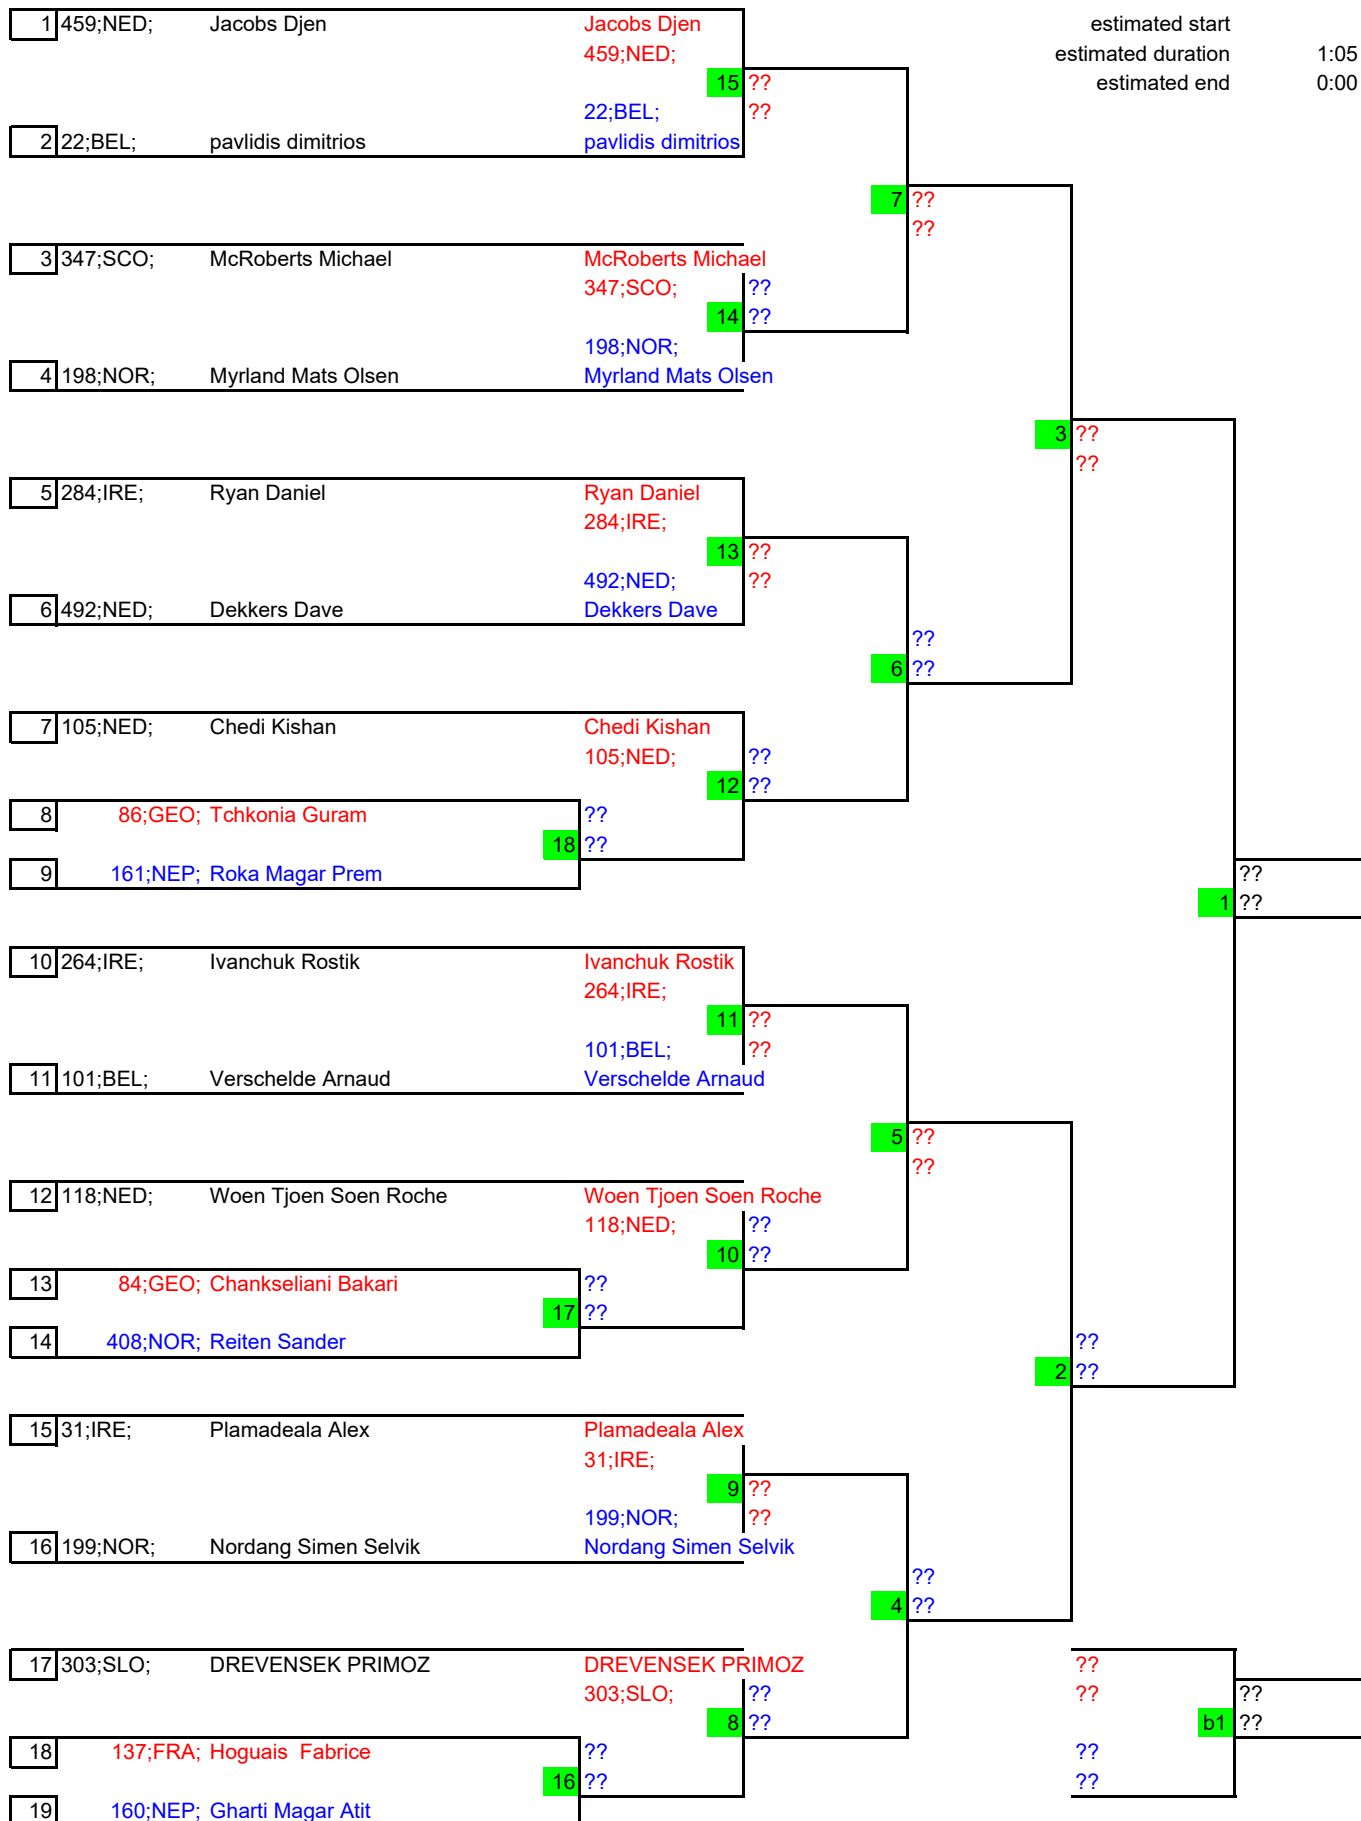 1 459;NED; Jacobs Djen Jacobs Djen estimated start
459;NED; estimated duration 1:05
15 ?? estimated end 0:00
22;BEL; ??
2 22;BEL; pavlidis dimitrios pavlidis dimitrios
7 ??
??
3 347;SCO; McRoberts Michael McRoberts Michael
347;SCO; ??
14 ??
198;NOR;
4 198;NOR; Myrland Mats Olsen Myrland Mats Olsen
3 ??
??
5 284;IRE; Ryan Daniel Ryan Daniel
284;IRE;
13 ??
492;NED; ??
6 492;NED; Dekkers Dave Dekkers Dave
??
6 ??
7 105;NED; Chedi Kishan Chedi Kishan
105;NED; ??
12 ??
8 86;GEO; Tchkonia Guram ??
18 ??
9 161;NEP; Roka Magar Prem ??
1 ??
10 264;IRE; Ivanchuk Rostik Ivanchuk Rostik
264;IRE;
11 ??
101;BEL; ??
11 101;BEL; Verschelde Arnaud Verschelde Arnaud
5 ??
??
12 118;NED; Woen Tjoen Soen Roche Woen Tjoen Soen Roche
118;NED; ??
10 ??
13 84;GEO; Chankseliani Bakari ??
17 ??
14 408;NOR; Reiten Sander ??
2 ??
15 31;IRE; Plamadeala Alex Plamadeala Alex
31;IRE;
9 ??
199;NOR; ??
16 199;NOR; Nordang Simen Selvik Nordang Simen Selvik
??
4 ??
17 303;SLO; DREVENSEK PRIMOZ DREVENSEK PRIMOZ ??
303;SLO; ?? ?? ??
8 ?? b1 ??
18 137;FRA; Hoguais Fabrice ?? ??
16 ?? ??
19 160;NEP; Gharti Magar Atit